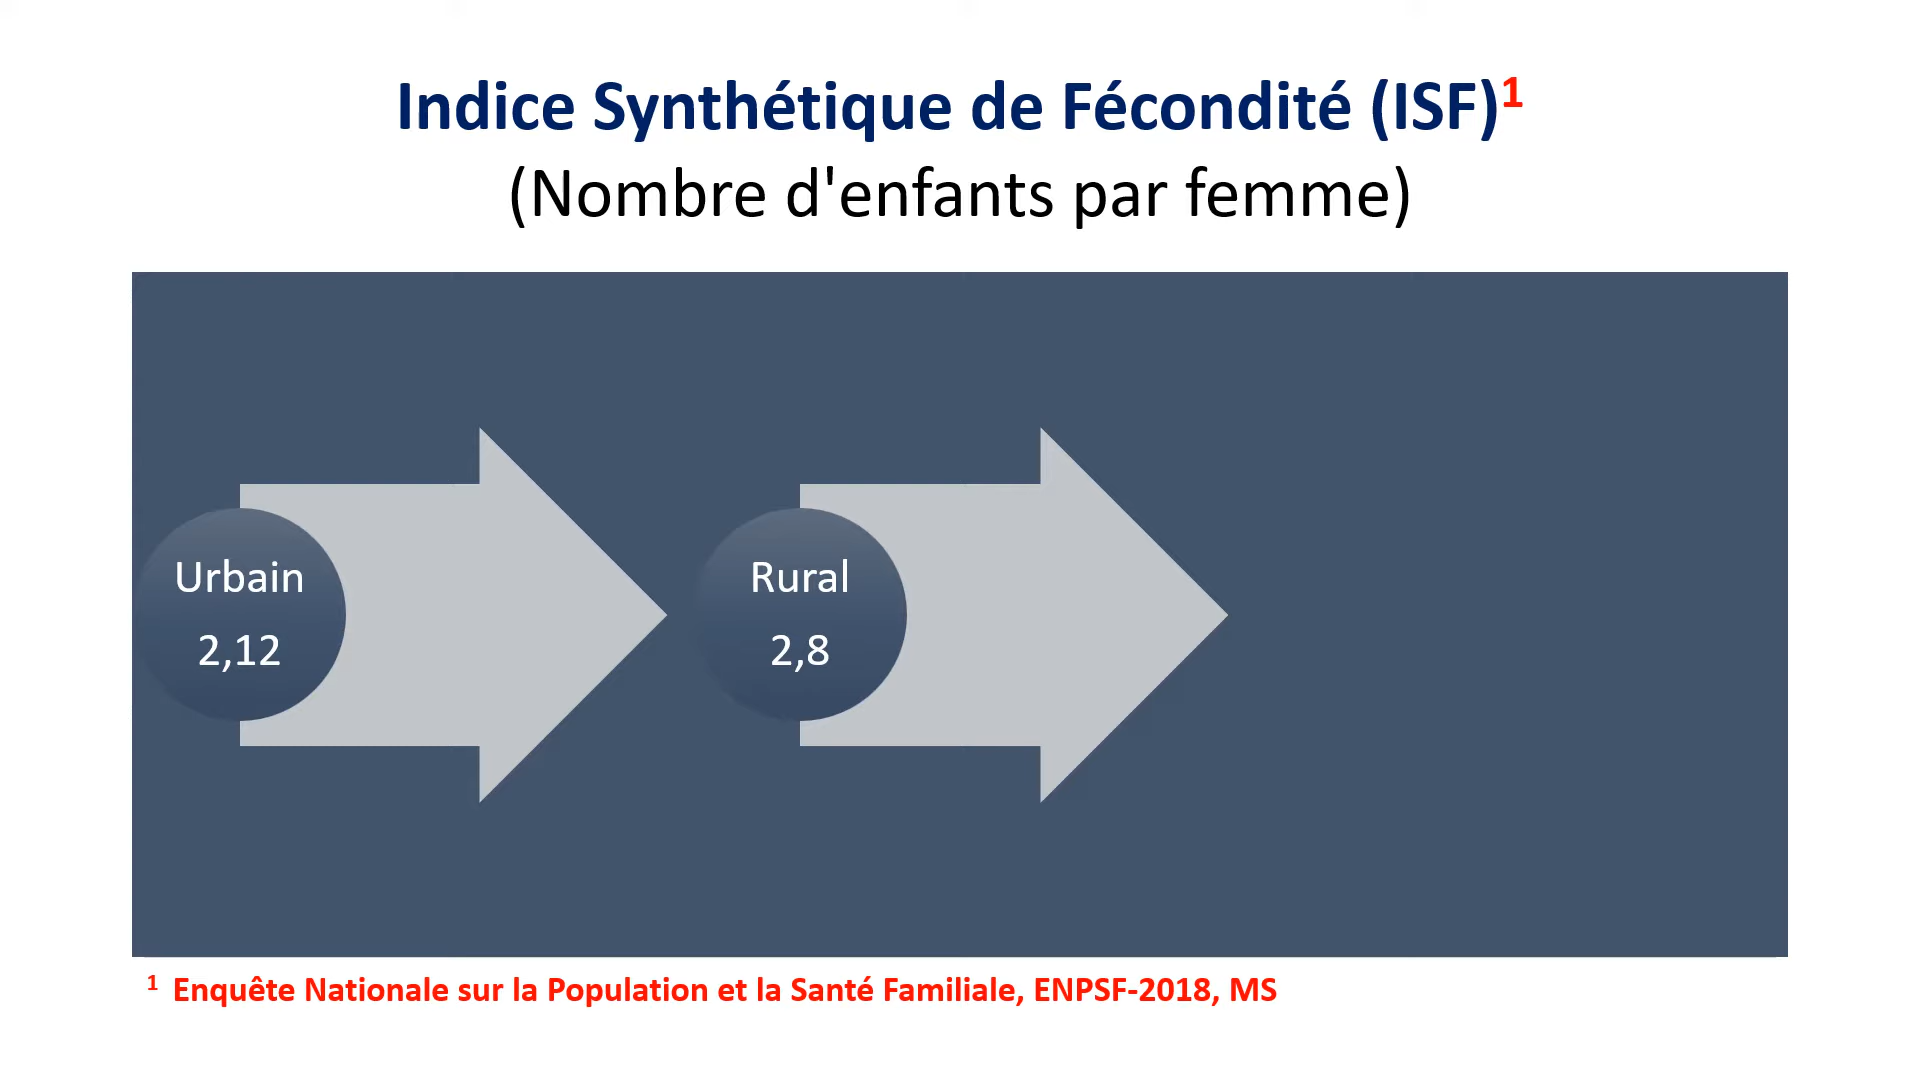 Indice Synthétique de Fécondité (ISF)¹
(Nombre d'enfants par femme)
Urbain
2,12
Rural
2,8
¹ Enquête Nationale sur la Population et la Santé Familiale, ENPSF-2018, MS